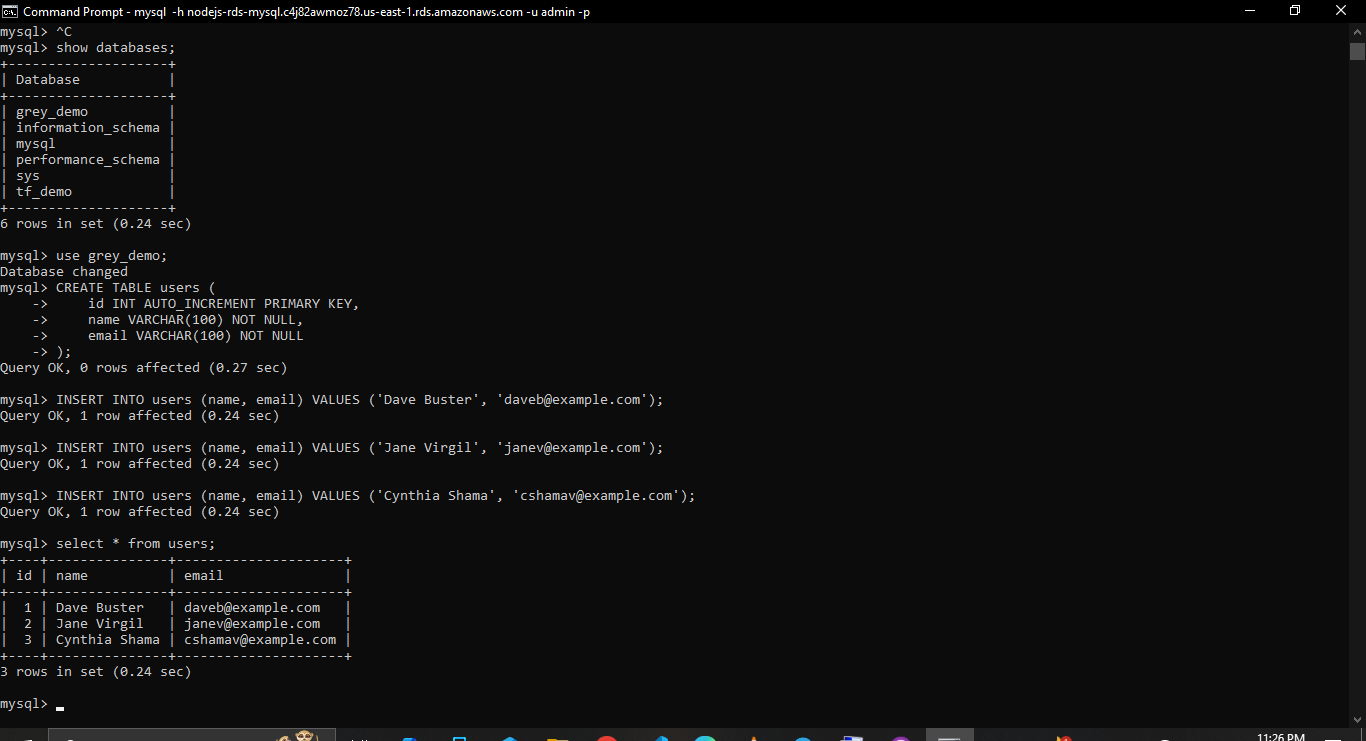 Command Prompt - mysql -h nodejs-rds-mysql.c4j82awmoz78.us-east-1.rds.amazonaws.com -u admin -p
mysql> ^C
mysql> show databases;
+--------------------+
| Database           |
+--------------------+
| grey_demo          |
| information_schema |
| mysql              |
| performance_schema |
| sys                |
| tf_demo            |
+--------------------+
6 rows in set (0.24 sec)

mysql> use grey_demo;
Database changed
mysql> CREATE TABLE users (
    ->     id INT AUTO_INCREMENT PRIMARY KEY,
    ->     name VARCHAR(100) NOT NULL,
    ->     email VARCHAR(100) NOT NULL
    -> );
Query OK, 0 rows affected (0.27 sec)

mysql> INSERT INTO users (name, email) VALUES ('Dave Buster', 'daveb@example.com');
Query OK, 1 row affected (0.24 sec)

mysql> INSERT INTO users (name, email) VALUES ('Jane Virgil', 'janev@example.com');
Query OK, 1 row affected (0.24 sec)

mysql> INSERT INTO users (name, email) VALUES ('Cynthia Shama', 'cshamav@example.com');
Query OK, 1 row affected (0.24 sec)

mysql> select * from users;
+----+---------------+---------------------+
| id | name          | email               |
+----+---------------+---------------------+
|  1 | Dave Buster   | daveb@example.com   |
|  2 | Jane Virgil   | janev@example.com   |
|  3 | Cynthia Shama | cshamav@example.com |
+----+---------------+---------------------+
3 rows in set (0.24 sec)

mysql>
11:26 PM